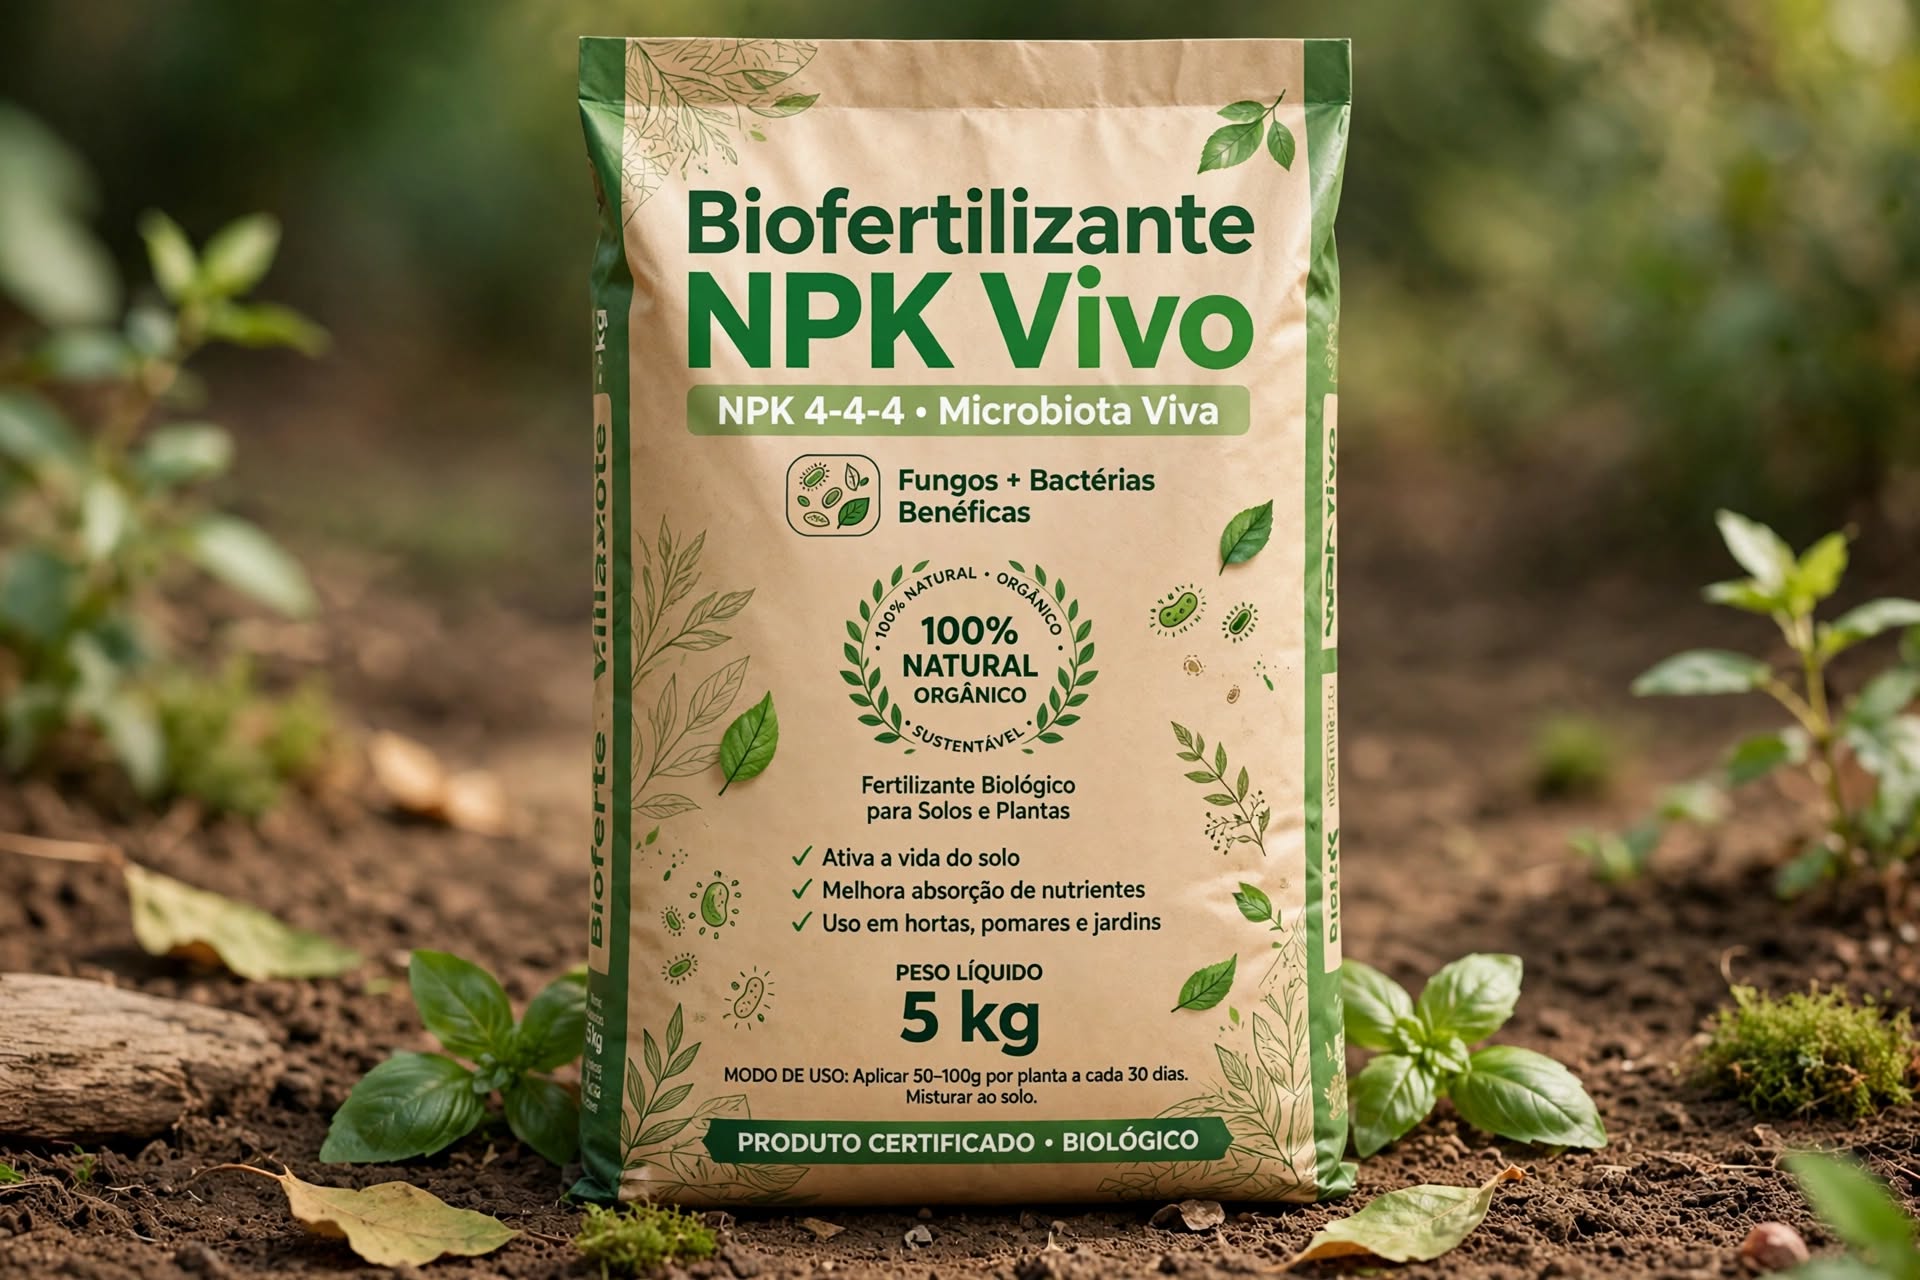 Biofertilizante
NPK Vivo
NPK 4-4-4 • Microbiota Viva
Fungos + Bactérias
Benéficas
• 100% NATURAL • ORGÂNICO •
100%
NATURAL
ORGÂNICO
• SUSTENTÁVEL •
Fertilizante Biológico
para Solos e Plantas
✓ Ativa a vida do solo
✓ Melhora absorção de nutrientes
✓ Uso em hortas, pomares e jardins
PESO LÍQUIDO
5 kg
MODO DE USO: Aplicar 50–100g por planta a cada 30 dias.
Misturar ao solo.
PRODUTO CERTIFICADO • BIOLÓGICO
5kg